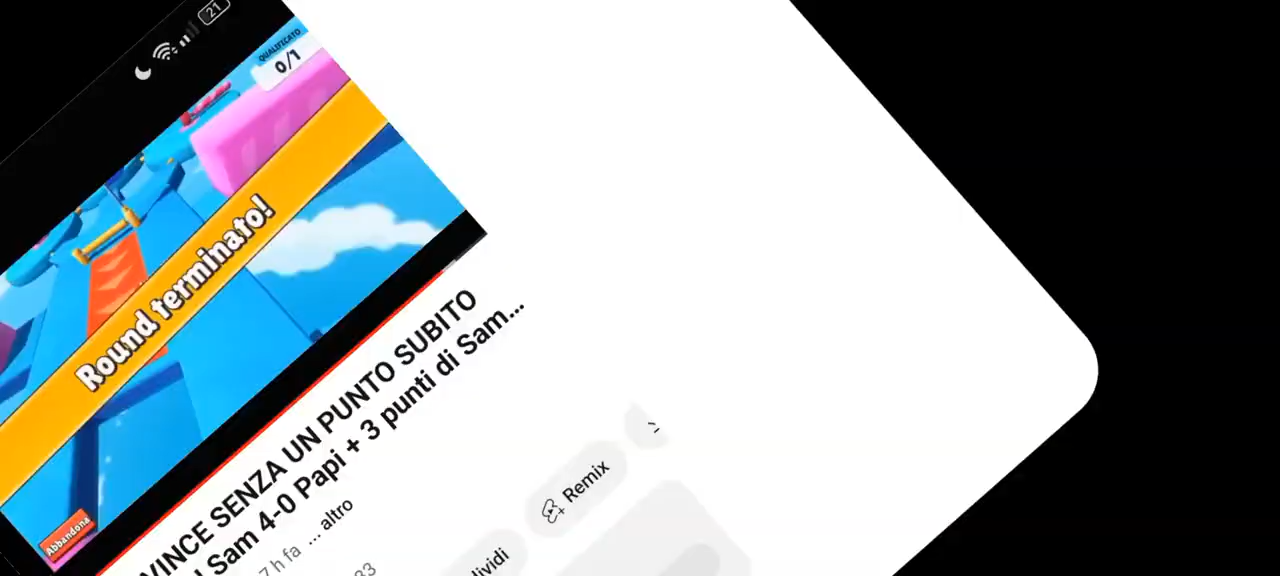 21
QUALIFICATO
0/1
Round terminato!
Abbandona
VINCE SENZA UN PUNTO SUBITO
Sam 4-0 Papi + 3 punti di Sam...
7 h fa ...altro
Remix